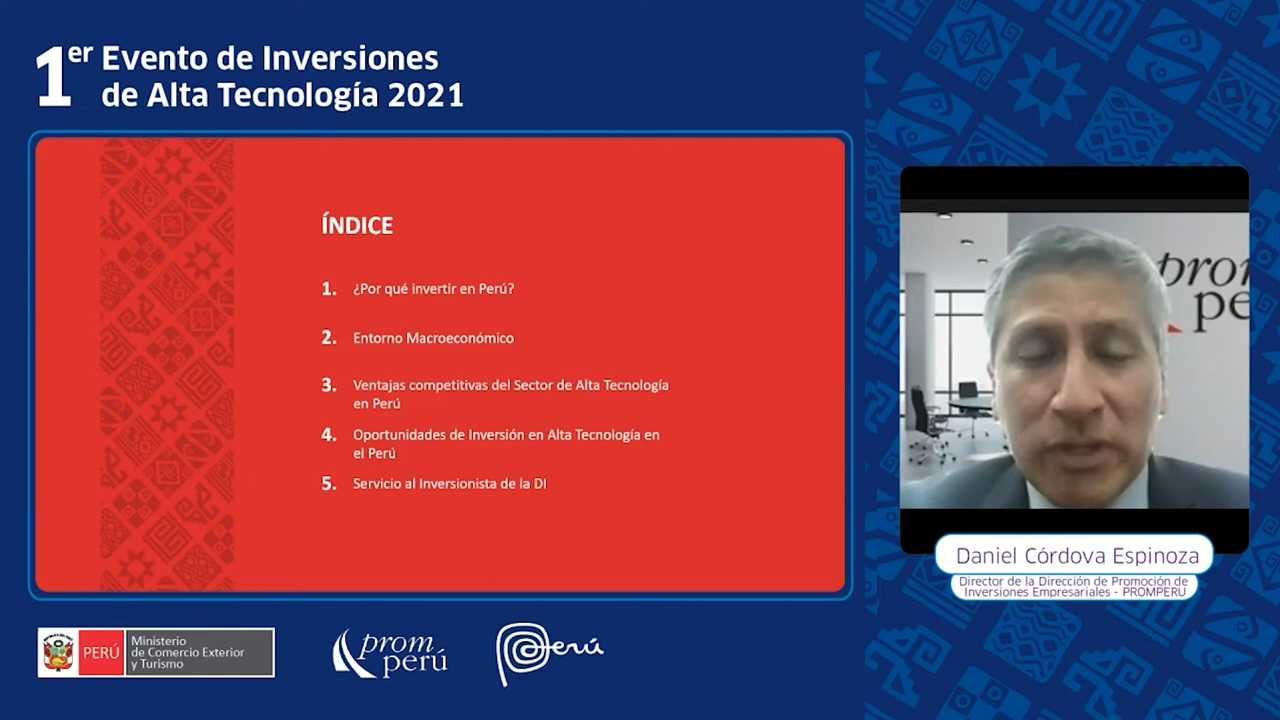 1er Evento de Inversiones
de Alta Tecnología 2021
ÍNDICE
1. ¿Por qué invertir en Perú?
2. Entorno Macroeconómico
3. Ventajas competitivas del Sector de Alta Tecnología
en Perú
4. Oportunidades de Inversión en Alta Tecnología en
el Perú
5. Servicio al Inversionista de la DI
Daniel Córdova Espinoza
Director de la Dirección de Promoción de
Inversiones Empresariales - PROMPERÚ
PERÚ
Ministerio
de Comercio Exterior
y Turismo
prom
perú
Perú